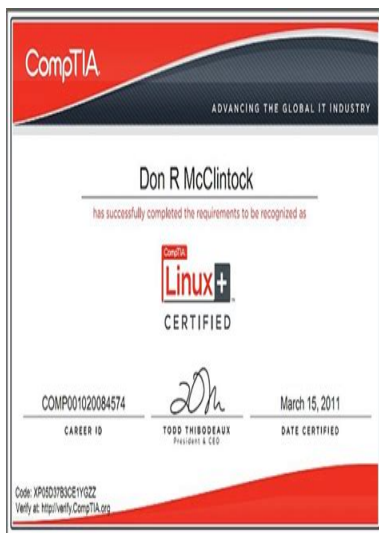 CompTIA
ADVANCING THE GLOBAL IT INDUSTRY
Don R McClintock
has successfully completed the requirements to be recognized as
CompTIA
Linux+
CERTIFIED
COMP001020084574
March 15, 2011
CAREER ID
TODD THIBODEAUX
DATE CERTIFIED
President & CEO
Code: XP05D37B3CE1YGZZ
Verify at: http://verify.CompTIA.org